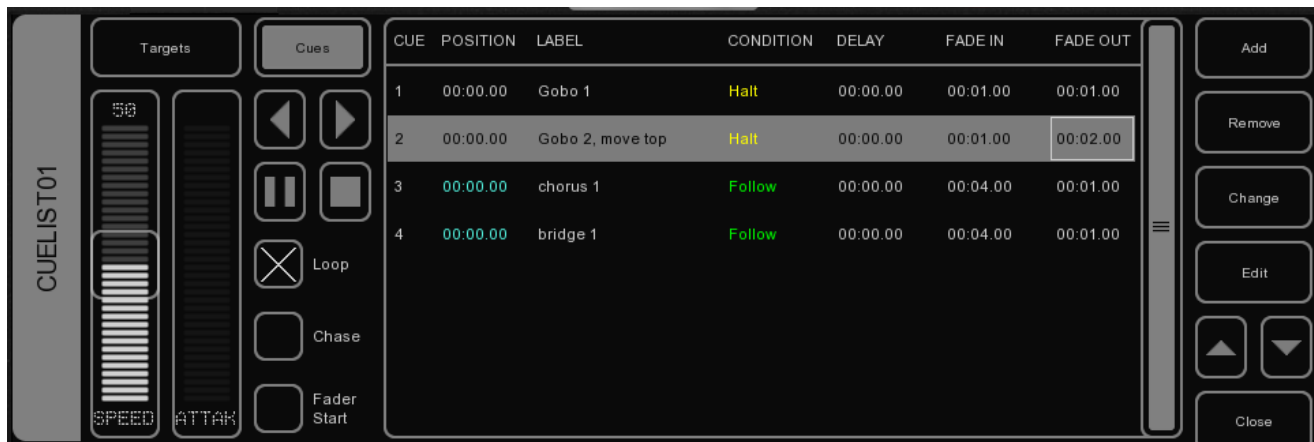 CUELIST01
Targets
Cues
50
SPEED
ATTAK
Loop
Chase
Fader
Start
CUE POSITION LABEL CONDITION DELAY FADE IN FADE OUT
1 00:00.00 Gobo 1 Halt 00:00.00 00:01.00 00:01.00
2 00:00.00 Gobo 2, move top Halt 00:00.00 00:01.00 00:02.00
3 00:00.00 chorus 1 Follow 00:00.00 00:04.00 00:01.00
4 00:00.00 bridge 1 Follow 00:00.00 00:04.00 00:01.00
Add
Remove
Change
Edit
Close